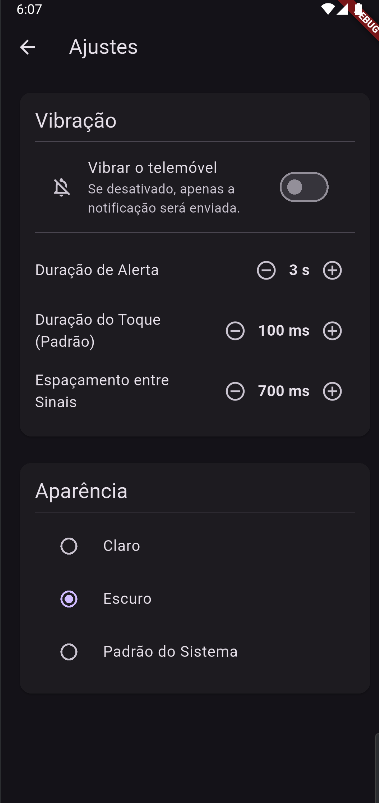 6:07
Ajustes
Vibração
Vibrar o telemóvel
Se desativado, apenas a
notificação será enviada.
Duração de Alerta
3 s
Duração do Toque
(Padrão)
100 ms
Espaçamento entre
Sinais
700 ms
Aparência
Claro
Escuro
Padrão do Sistema